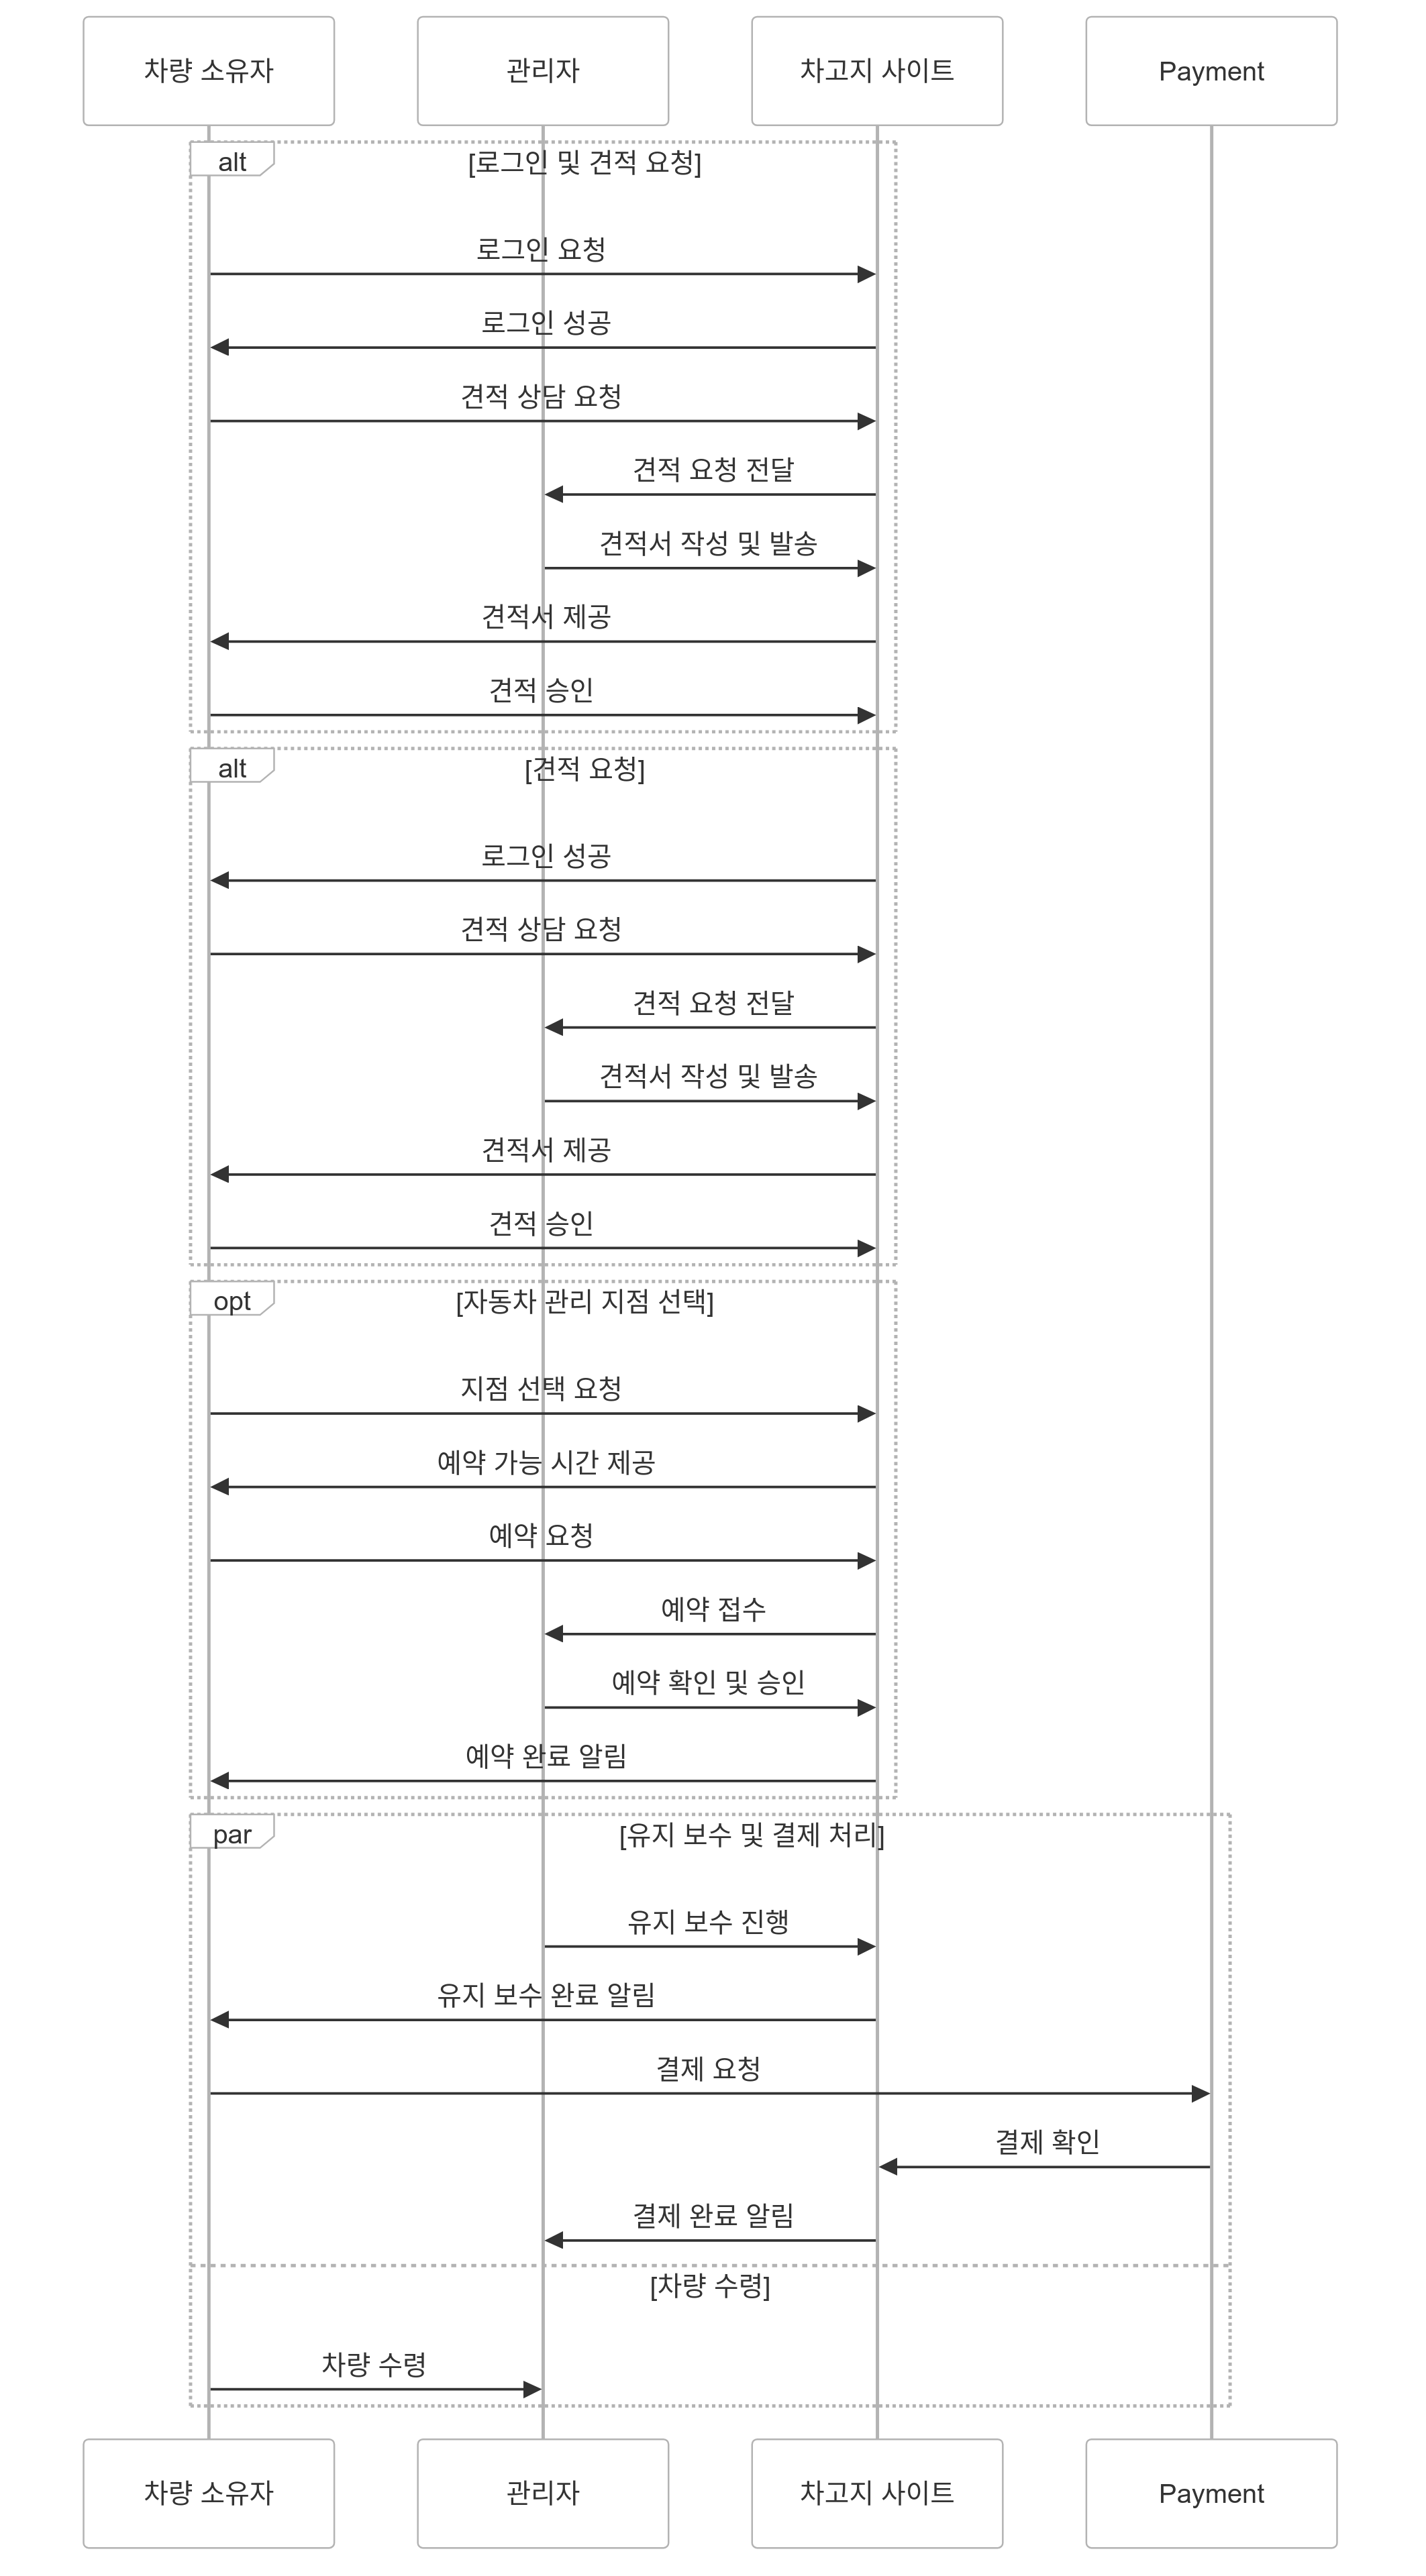 차량 소유자
관리자
차고지 사이트
Payment
alt
[로그인 및 견적 요청]
로그인 요청
로그인 성공
견적 상담 요청
견적 요청 전달
견적서 작성 및 발송
견적서 제공
견적 승인
alt
[견적 요청]
로그인 성공
견적 상담 요청
견적 요청 전달
견적서 작성 및 발송
견적서 제공
견적 승인
opt
[자동차 관리 지점 선택]
지점 선택 요청
예약 가능 시간 제공
예약 요청
예약 접수
예약 확인 및 승인
예약 완료 알림
par
[유지 보수 및 결제 처리]
유지 보수 진행
유지 보수 완료 알림
결제 요청
결제 확인
결제 완료 알림
[차량 수령]
차량 수령
차량 소유자
관리자
차고지 사이트
Payment